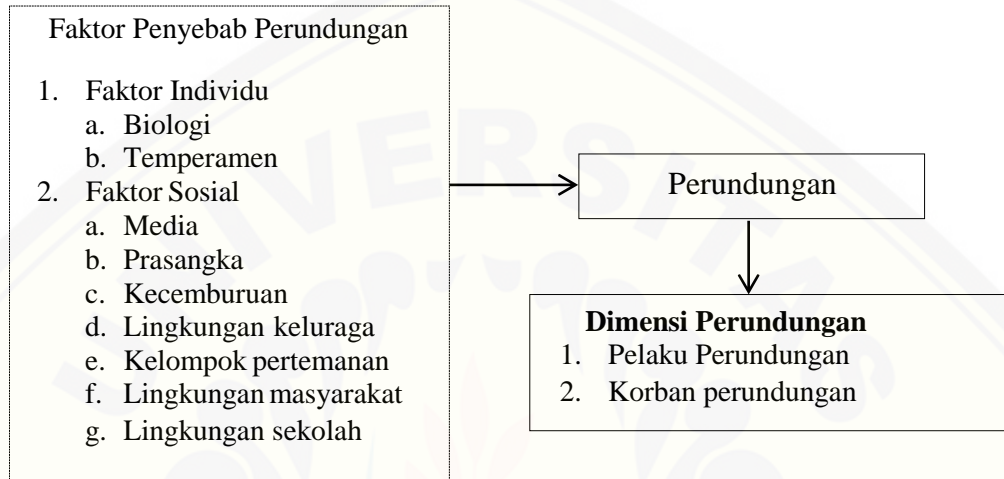 Faktor Penyebab Perundungan
1. Faktor Individu
a. Biologi
b. Temperamen
2. Faktor Sosial
a. Media
b. Prasangka
c. Kecemburuan
d. Lingkungan keluraga
e. Kelompok pertemanan
f. Lingkungan masyarakat
g. Lingkungan sekolah
Perundungan
Dimensi Perundungan
1. Pelaku Perundungan
2. Korban perundungan
UNIVERSITAS